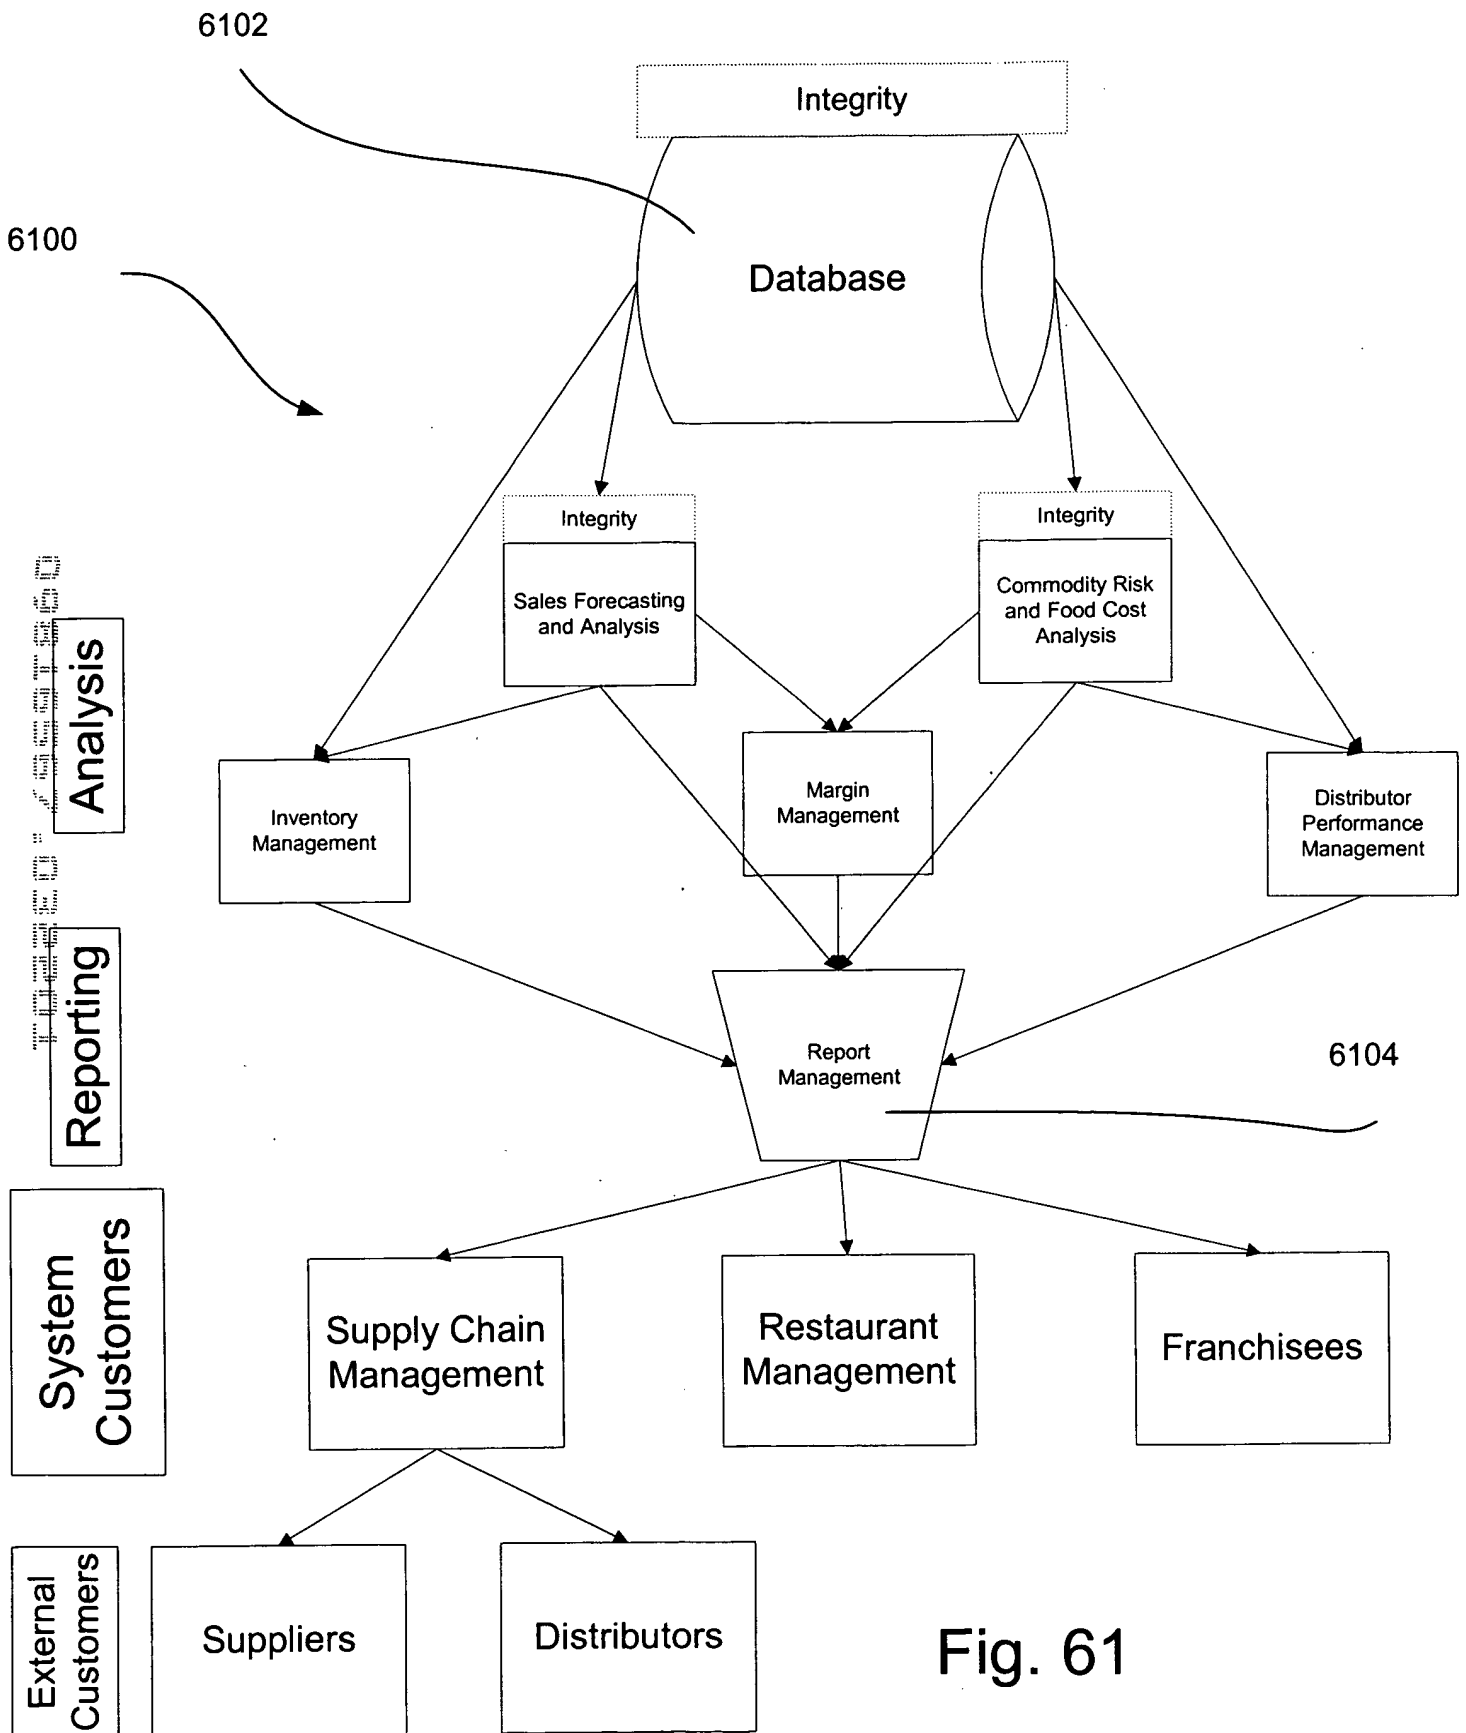 6102
Integrity
6100
Database
Integrity
Integrity
Sales Forecasting
and Analysis
Commodity Risk
and Food Cost
Analysis
Analysis
Inventory
Management
Margin
Management
Distributor
Performance
Management
Reporting
Report
Management
6104
System
Customers
Supply Chain
Management
Restaurant
Management
Franchisees
External
Customers
Suppliers
Distributors
Fig. 61